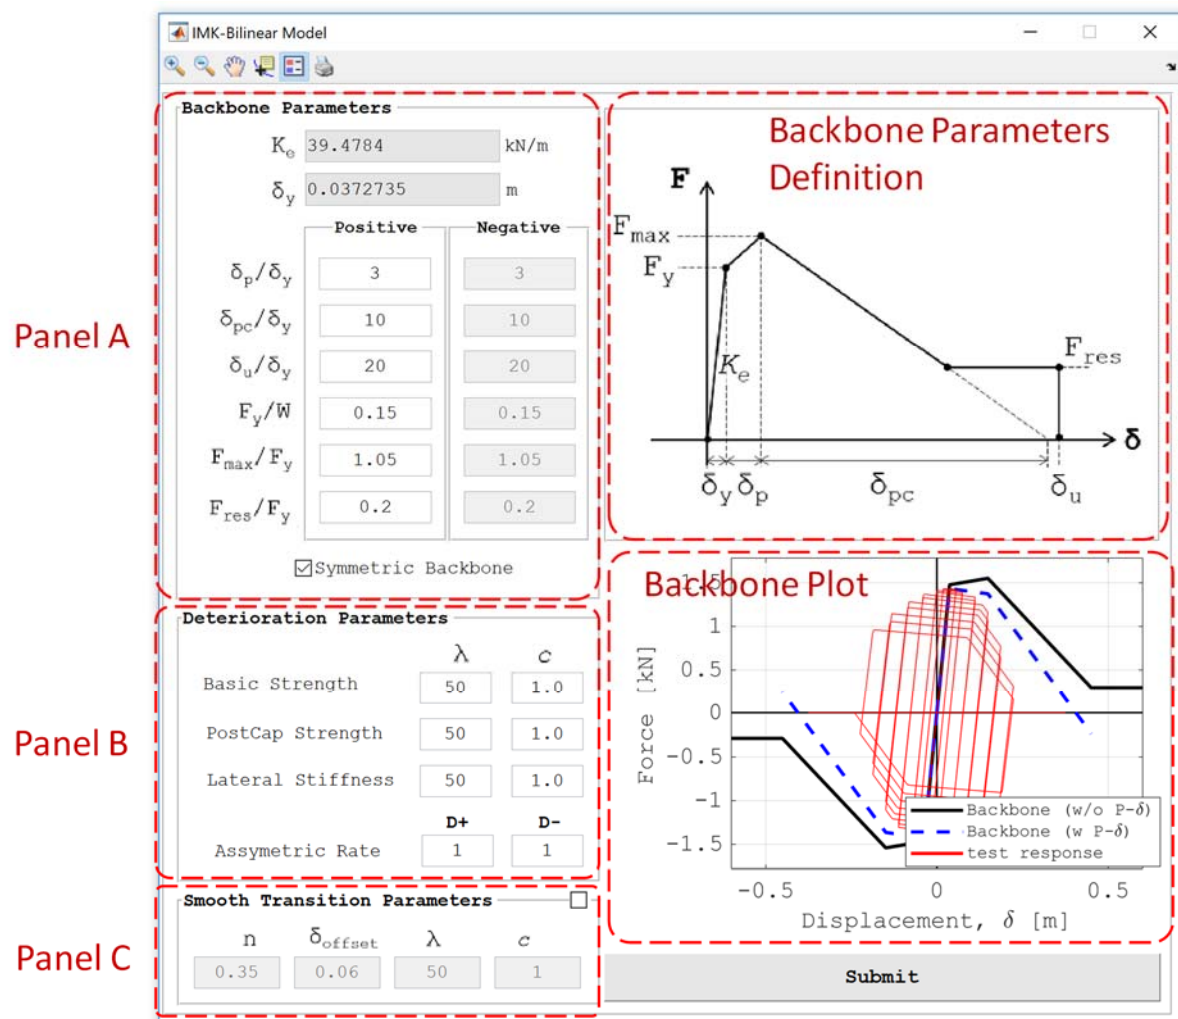 IMK-Bilinear Model
Panel A
Backbone Parameters
Ke 39.4784 kN/m
δy 0.0372735 m
Positive Negative
δp/δy 3 3
δpc/δy 10 10
δu/δy 20 20
Fy/W 0.15 0.15
Fmax/Fy 1.05 1.05
Fres/Fy 0.2 0.2
Symmetric Backbone
Backbone Parameters
Definition
F
Fmax
Fy
Ke
Fres
δ
δy δp δpc δu
Panel B
Deterioration Parameters
λ c
Basic Strength 50 1.0
PostCap Strength 50 1.0
Lateral Stiffness 50 1.0
D+ D-
Assymetric Rate 1 1
Panel C
Smooth Transition Parameters
n δoffset λ c
0.35 0.06 50 1
Backbone Plot
1.5
1
0.5
0
-0.5
-1
-1.5
Force [kN]
Backbone (w/o P-δ)
Backbone (w P-δ)
test response
-0.5 0 0.5
Displacement, δ [m]
Submit